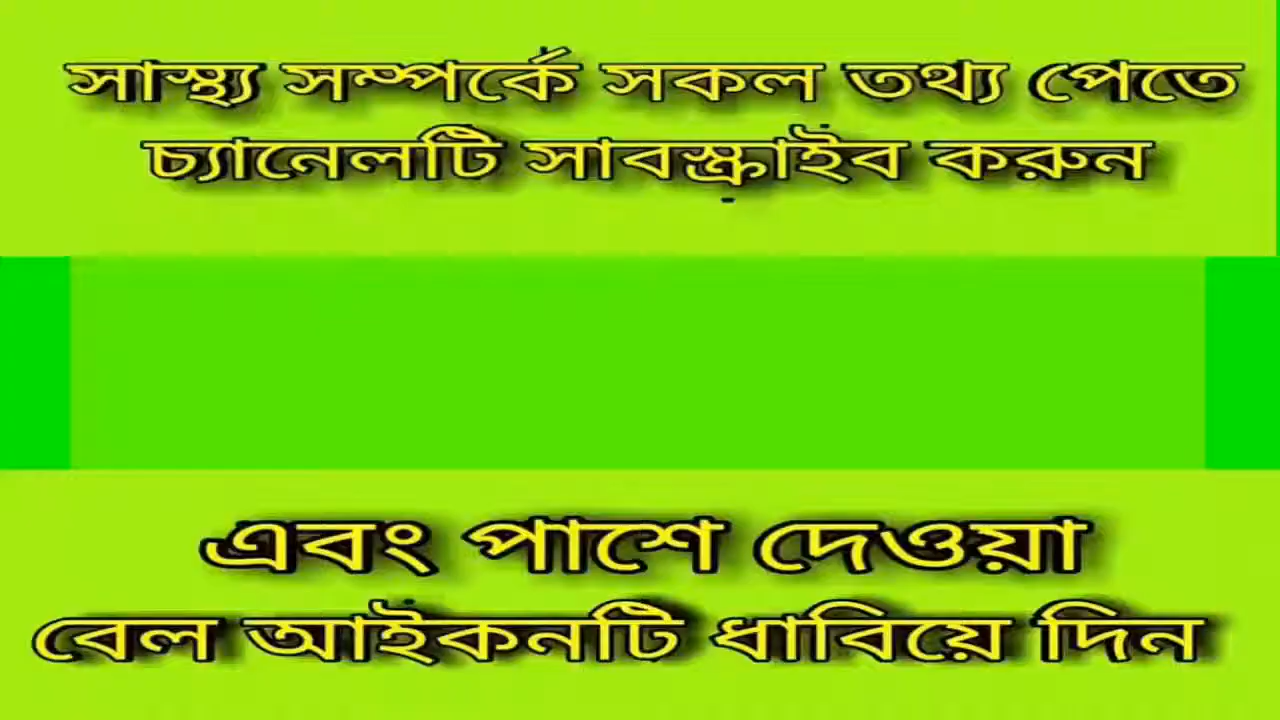 সাস্থ্য সম্পর্কে সকল তথ্য পেতে
চ্যানেলটি সাবস্ক্রাইব করুন
এবং পাশে দেওয়া
বেল আইকনটি ধাবিয়ে দিন